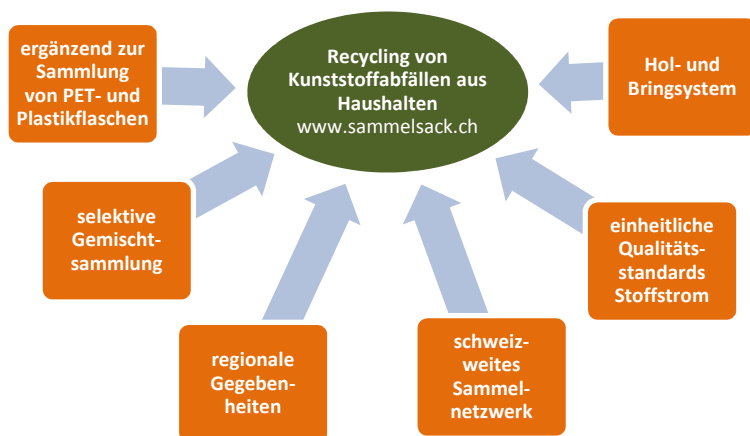 ergänzend zur
Sammlung
von PET- und
Plastikflaschen
Recycling von
Kunststoffabfällen aus
Haushalten
www.sammelsack.ch
Hol- und
Bringsystem
selektive
Gemischt-
sammlung
einheitliche
Qualitäts-
standards
Stoffstrom
regionale
Gegeben-
heiten
schweiz-
weites
Sammel-
netzwerk